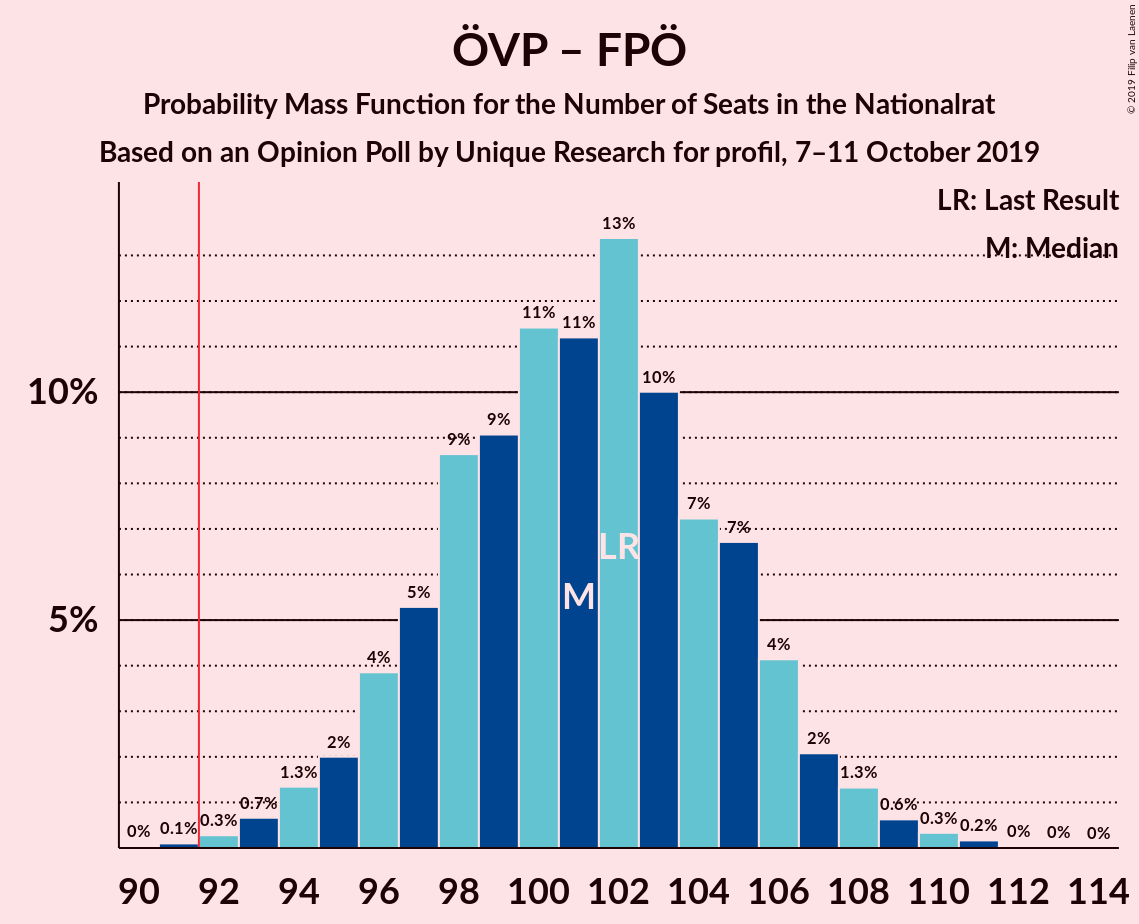 © 2019 Filip van Laenen
ÖVP – FPÖ
Probability Mass Function for the Number of Seats in the Nationalrat
Based on an Opinion Poll by Unique Research for profil, 7–11 October 2019
LR: Last Result
M: Median
13%
11% 11%
10%
10%
9% 9%
7% 7%
LR
M
5%
5%
4% 4%
2% 2%
1.3% 1.3%
0% 0.1% 0.3% 0.7% 0.6% 0.3% 0.2% 0% 0% 0%
90 92 94 96 98 100 102 104 106 108 110 112 114